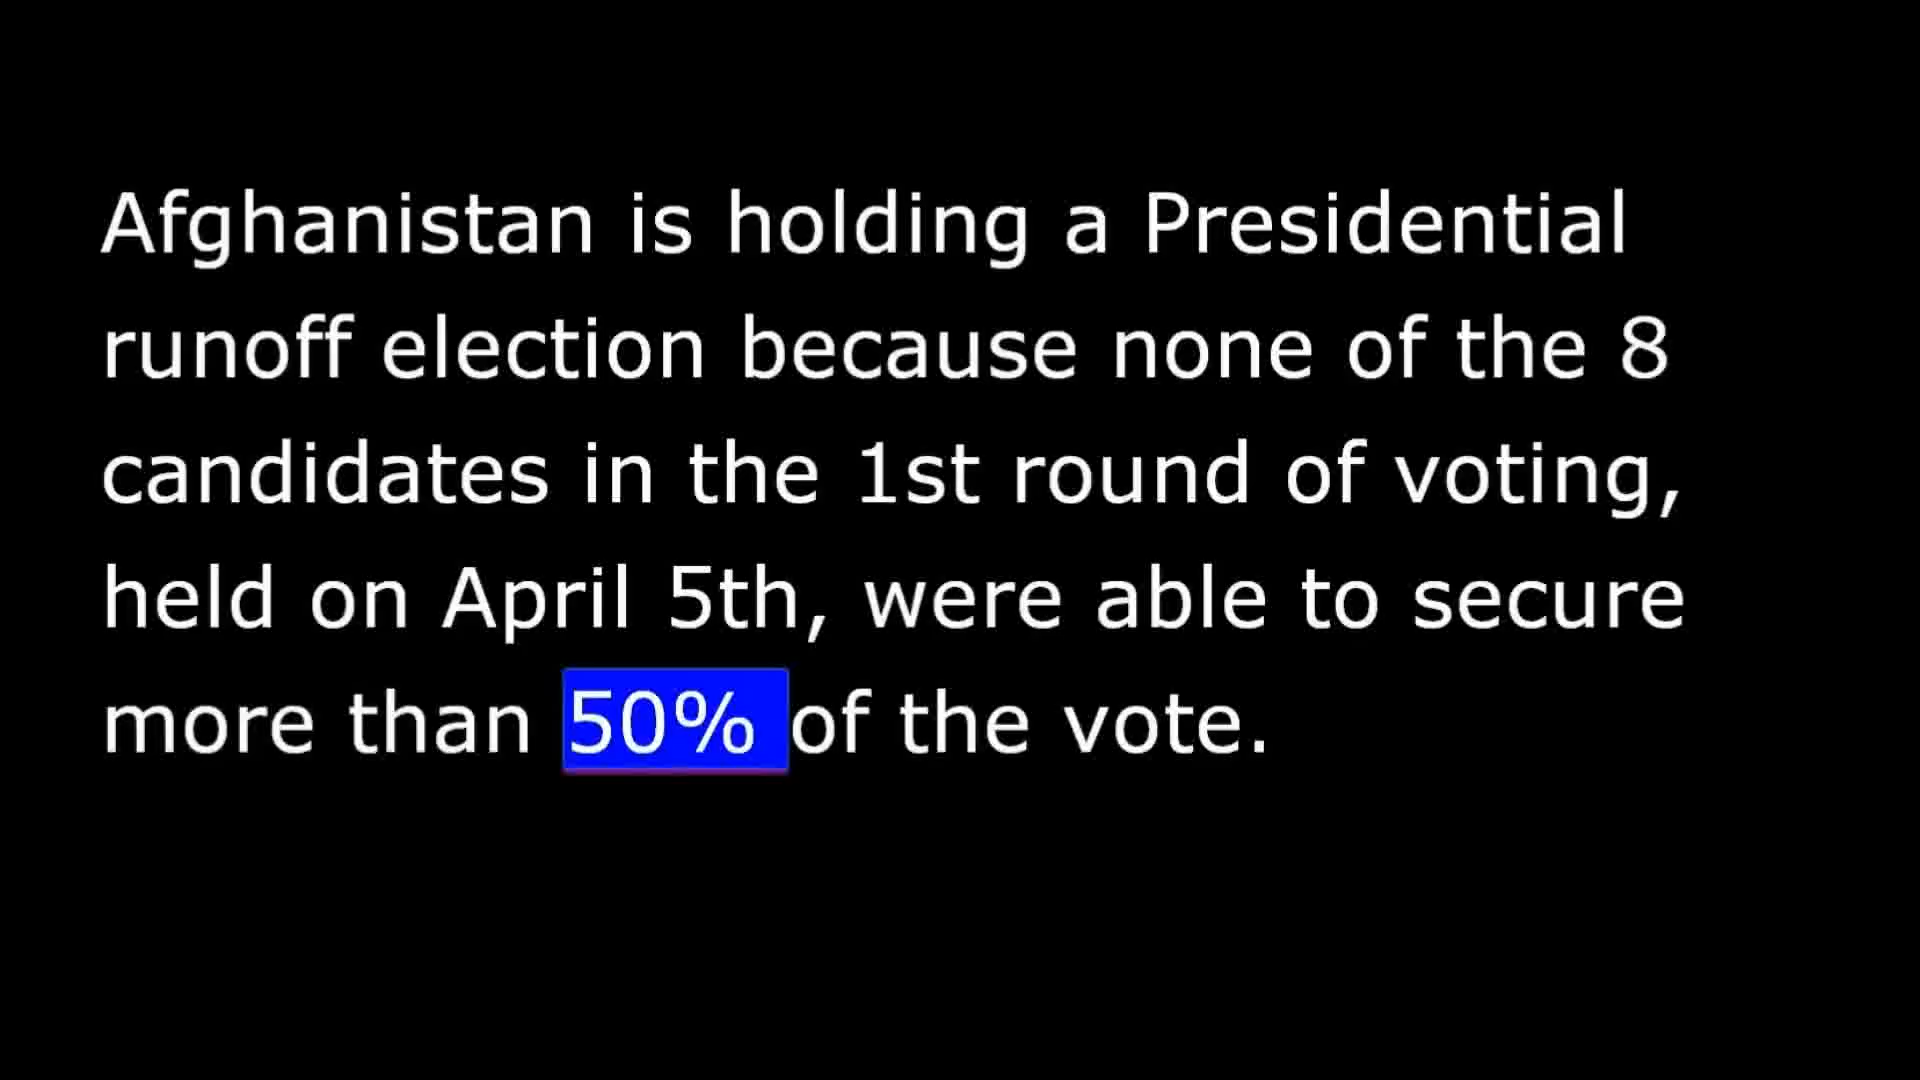 Afghanistan is holding a Presidential
runoff election because none of the 8
candidates in the 1st round of voting,
held on April 5th, were able to secure
more than 50% of the vote.